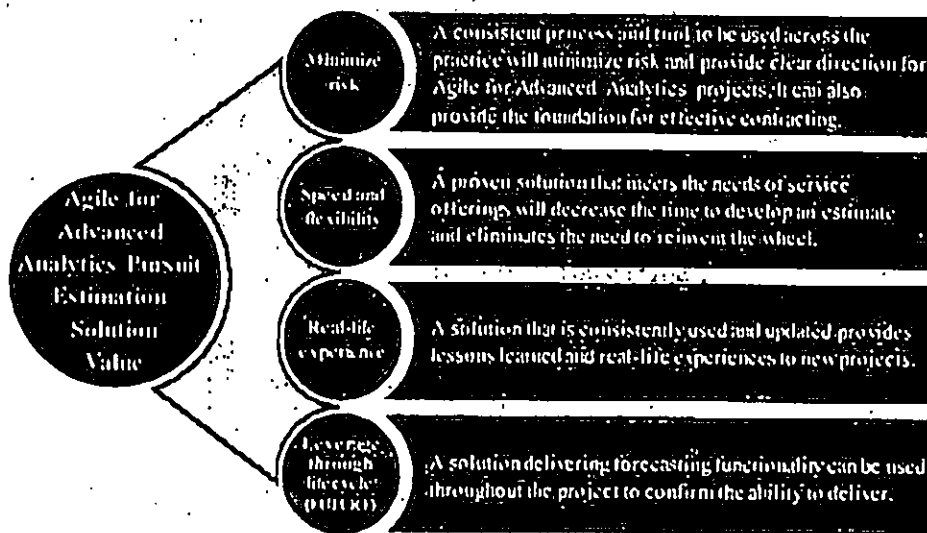 Agile for
Advanced
Analytics Pursuit
Estimation
Solution
Value
Minimize
risk
A consistent process and tool to be used across the
practice will minimize risk and provide clear direction for
Agile for Advanced Analytics projects. It can also
provide the foundation for effective contracting.
Speed and
flexibility
A proven solution that meets the needs of service
offerings will decrease the time to develop an estimate
and eliminates the need to reinvent the wheel.
Real-life
experience
A solution that is consistently used and updated provides
lessons learned and real-life experiences to new projects.
Leverage
through
lifecycle
A solution delivering forecasting functionality can be used
throughout the project to confirm the ability to deliver.